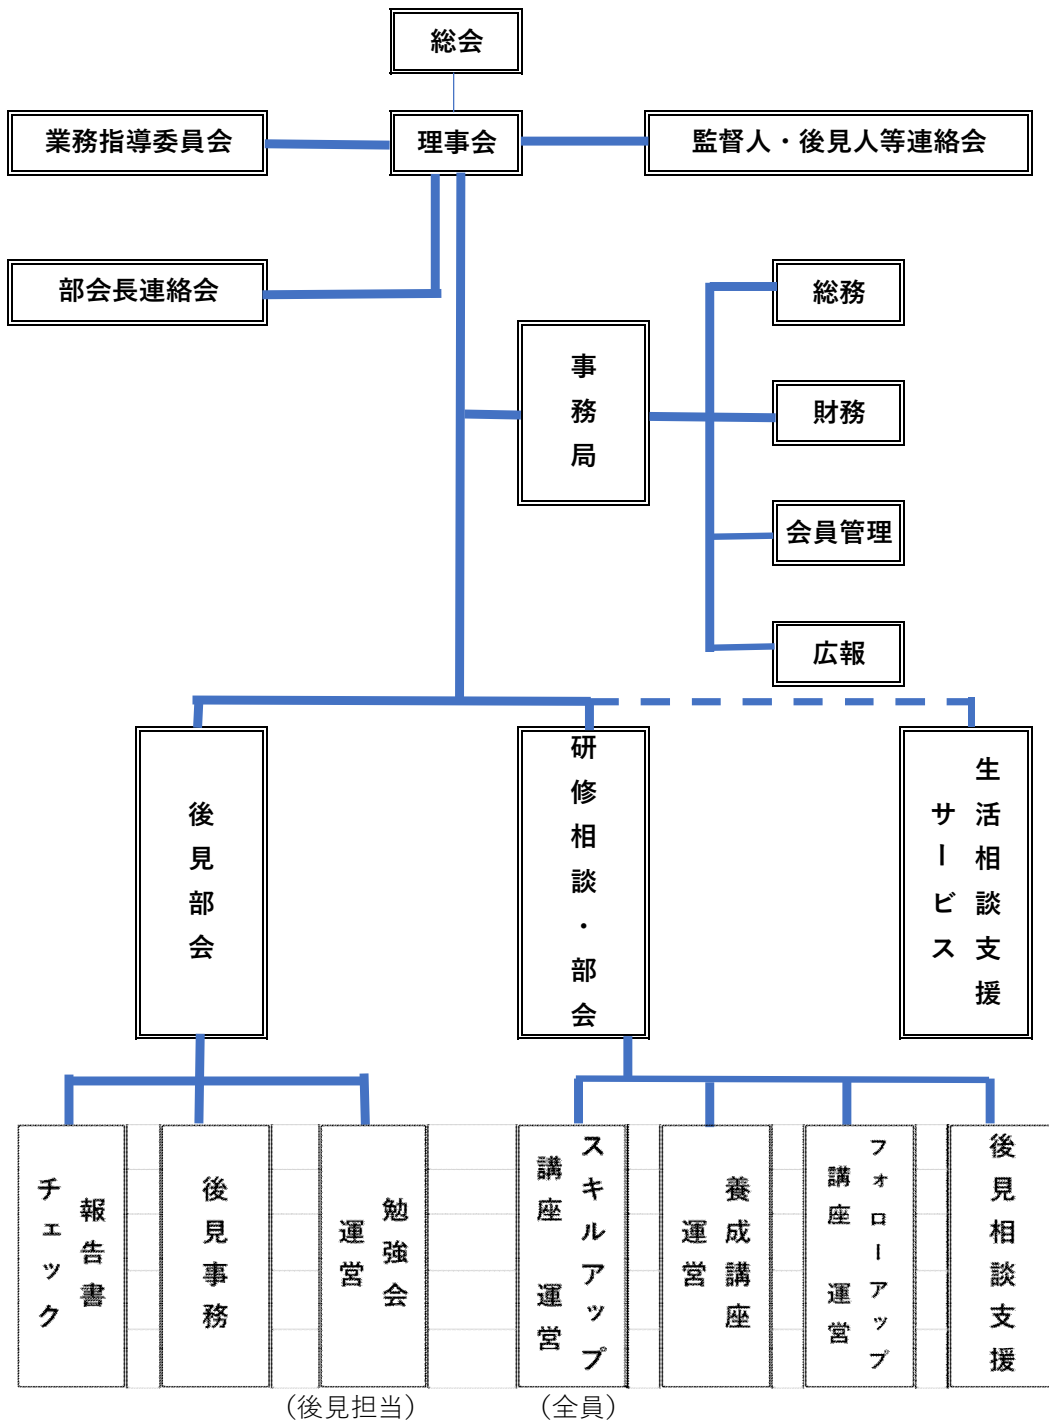 総会
業務指導委員会
理事会
監督人・後見人等連絡会
部会長連絡会
総務
事務局
財務
会員管理
広報
後見部会
研修相談・部会
生活相談支援
サービス
報告書
チェック
後見事務
勉強会
運営
スキルアップ
講座 運営
養成講座
運営
フォローアップ
講座 運営
後見相談支援
（後見担当）
（全員）